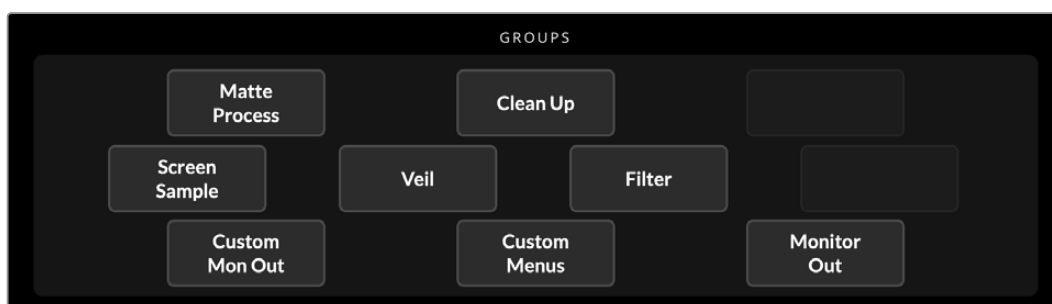 GROUPS
Matte
Process
Clean Up
Screen
Sample
Veil
Filter
Custom
Mon Out
Custom
Menus
Monitor
Out